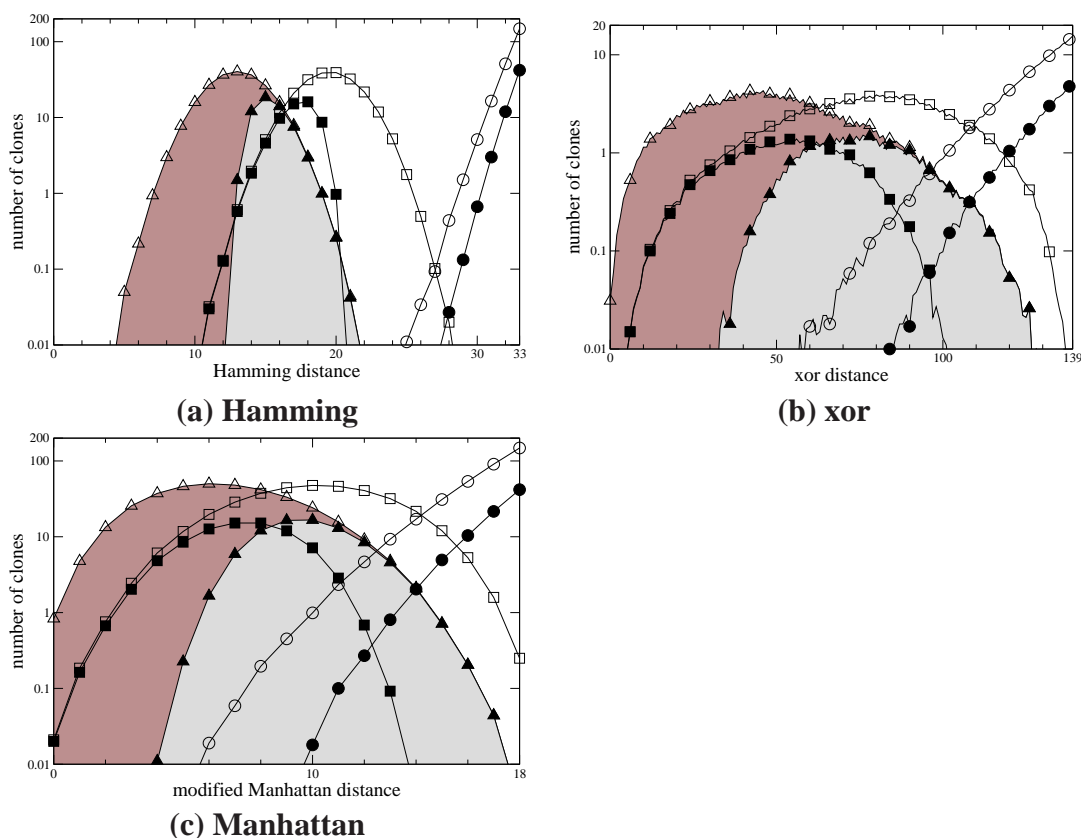 200
100
10
1
0.1
0.01
number of clones
0 10 20 30 33
Hamming distance
(a) Hamming
20
10
1
0.1
0.01
number of clones
0 50 100 139
xor distance
(b) xor
200
100
10
1
0.1
0.01
number of clones
0 10 18
modified Manhattan distance
(c) Manhattan